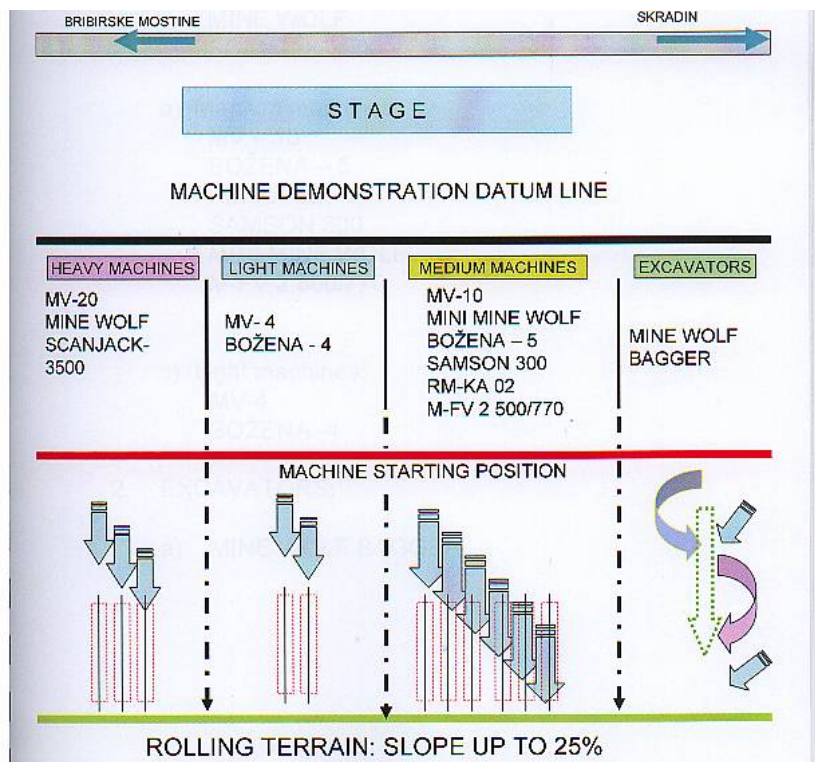 BRIBIRSKE MOSTINE
SKRADIN
STAGE
MACHINE DEMONSTRATION DATUM LINE
HEAVY MACHINES
MV-20
MINE WOLF
SCANJACK-
3500
LIGHT MACHINES
MV- 4
BOŽENA - 4
MEDIUM MACHINES
MV-10
MINI MINE WOLF
BOŽENA – 5
SAMSON 300
RM-KA 02
M-FV 2 500/770
EXCAVATORS
MINE WOLF
BAGGER
MACHINE STARTING POSITION
ROLLING TERRAIN: SLOPE UP TO 25%